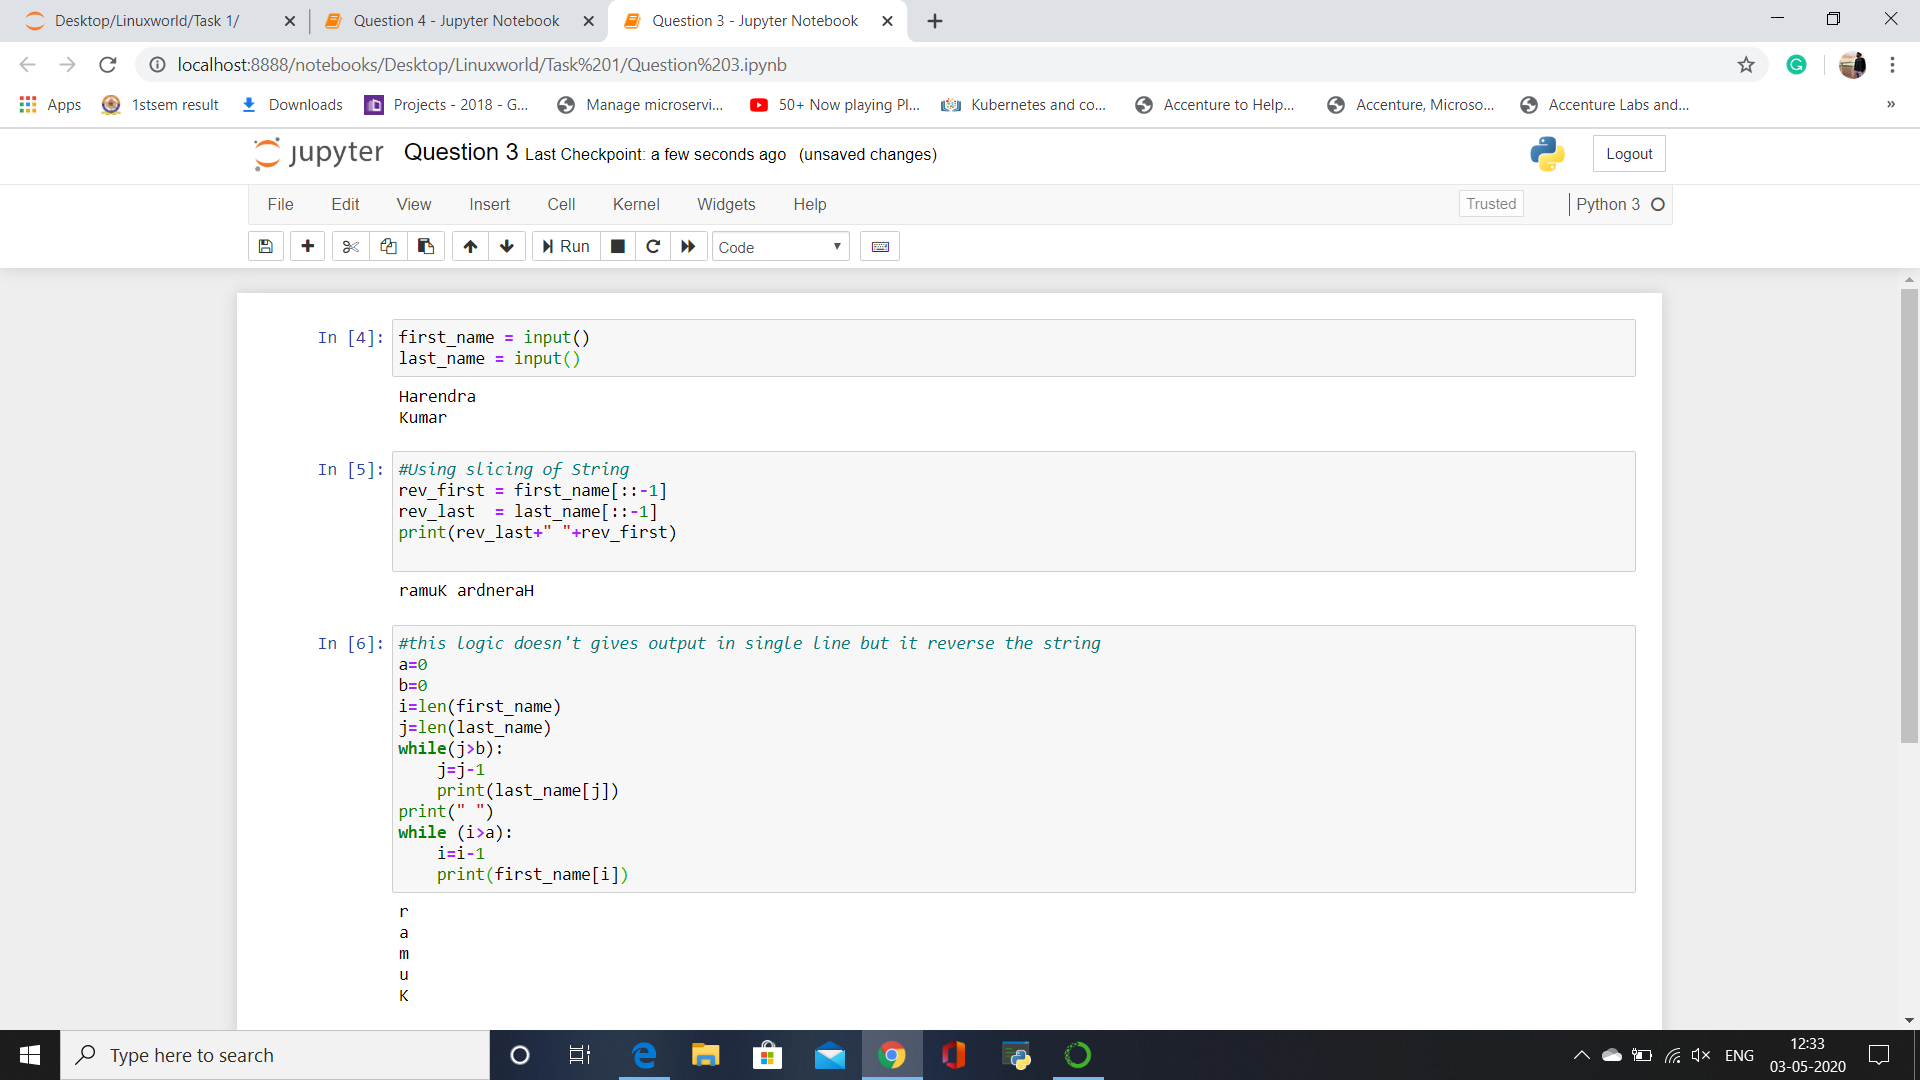 Desktop/Linuxworld/Task 1/
Question 4 - Jupyter Notebook
Question 3 - Jupyter Notebook
localhost:8888/notebooks/Desktop/Linuxworld/Task%201/Question%203.ipynb
Apps
1stsem result
Downloads
Projects - 2018 - G...
Manage microservi...
50+ Now playing Pl...
Kubernetes and co...
Accenture to Help...
Accenture, Microso...
Accenture Labs and...
»
jupyter Question 3 Last Checkpoint: a few seconds ago (unsaved changes)
Logout
File Edit View Insert Cell Kernel Widgets Help
Trusted
Python 3
Run
Code
In [4]: first_name = input()
last_name = input()
Harendra
Kumar
In [5]: #Using slicing of String
rev_first = first_name[::-1]
rev_last  = last_name[::-1]
print(rev_last+" "+rev_first)
ramuK ardneraH
In [6]: #this logic doesn't gives output in single line but it reverse the string
a=0
b=0
i=len(first_name)
j=len(last_name)
while(j>b):
    j=j-1
    print(last_name[j])
print(" ")
while (i>a):
    i=i-1
    print(first_name[i])
r
a
m
u
K
Type here to search
ENG
12:33
03-05-2020